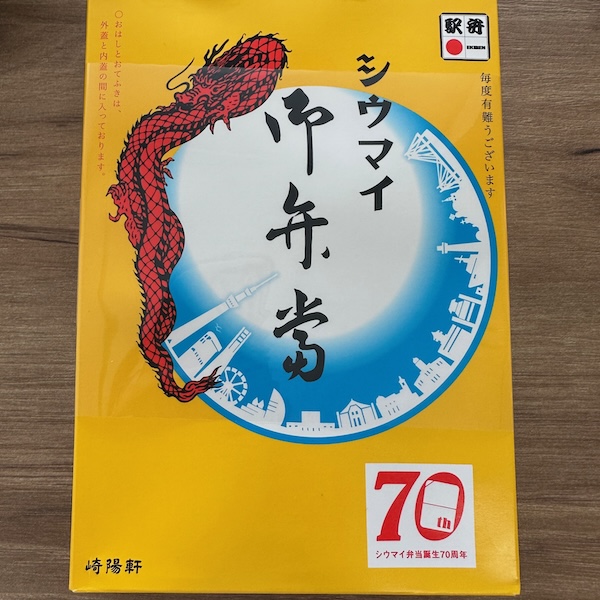 駅弁
EKIBEN
毎度有難うございます
シウマイ
御弁当
○おはしとおてふきは、
外蓋と内蓋の間に入っております。
70th
シウマイ弁当誕生70周年
崎陽軒